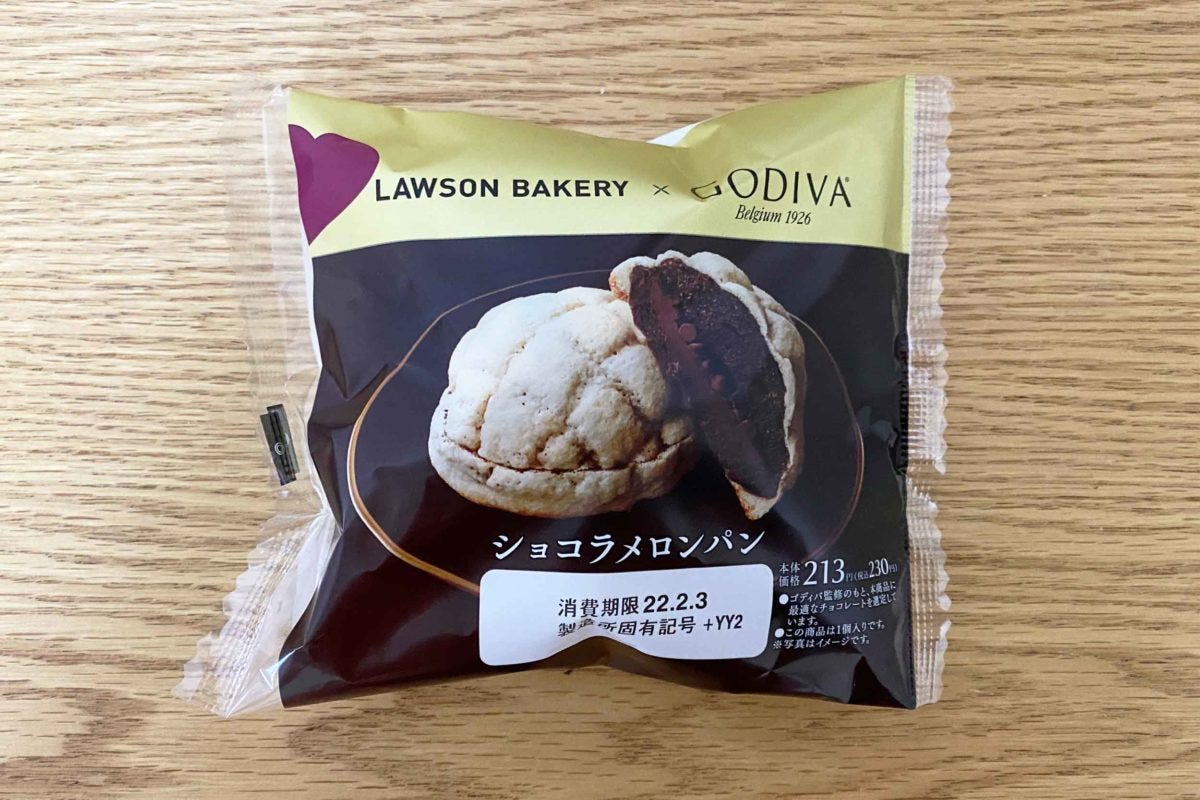 LAWSON BAKERY × GODIVA
Belgium 1926
ショコラメロンパン
本体価格 213円(税込230円)
●ゴディバ監修のもと、本商品に
最適なチョコレートを選定して
います。
●この商品は1個入りです。
※写真はイメージです。
消費期限 22.2.3
製造所固有記号 +YY2